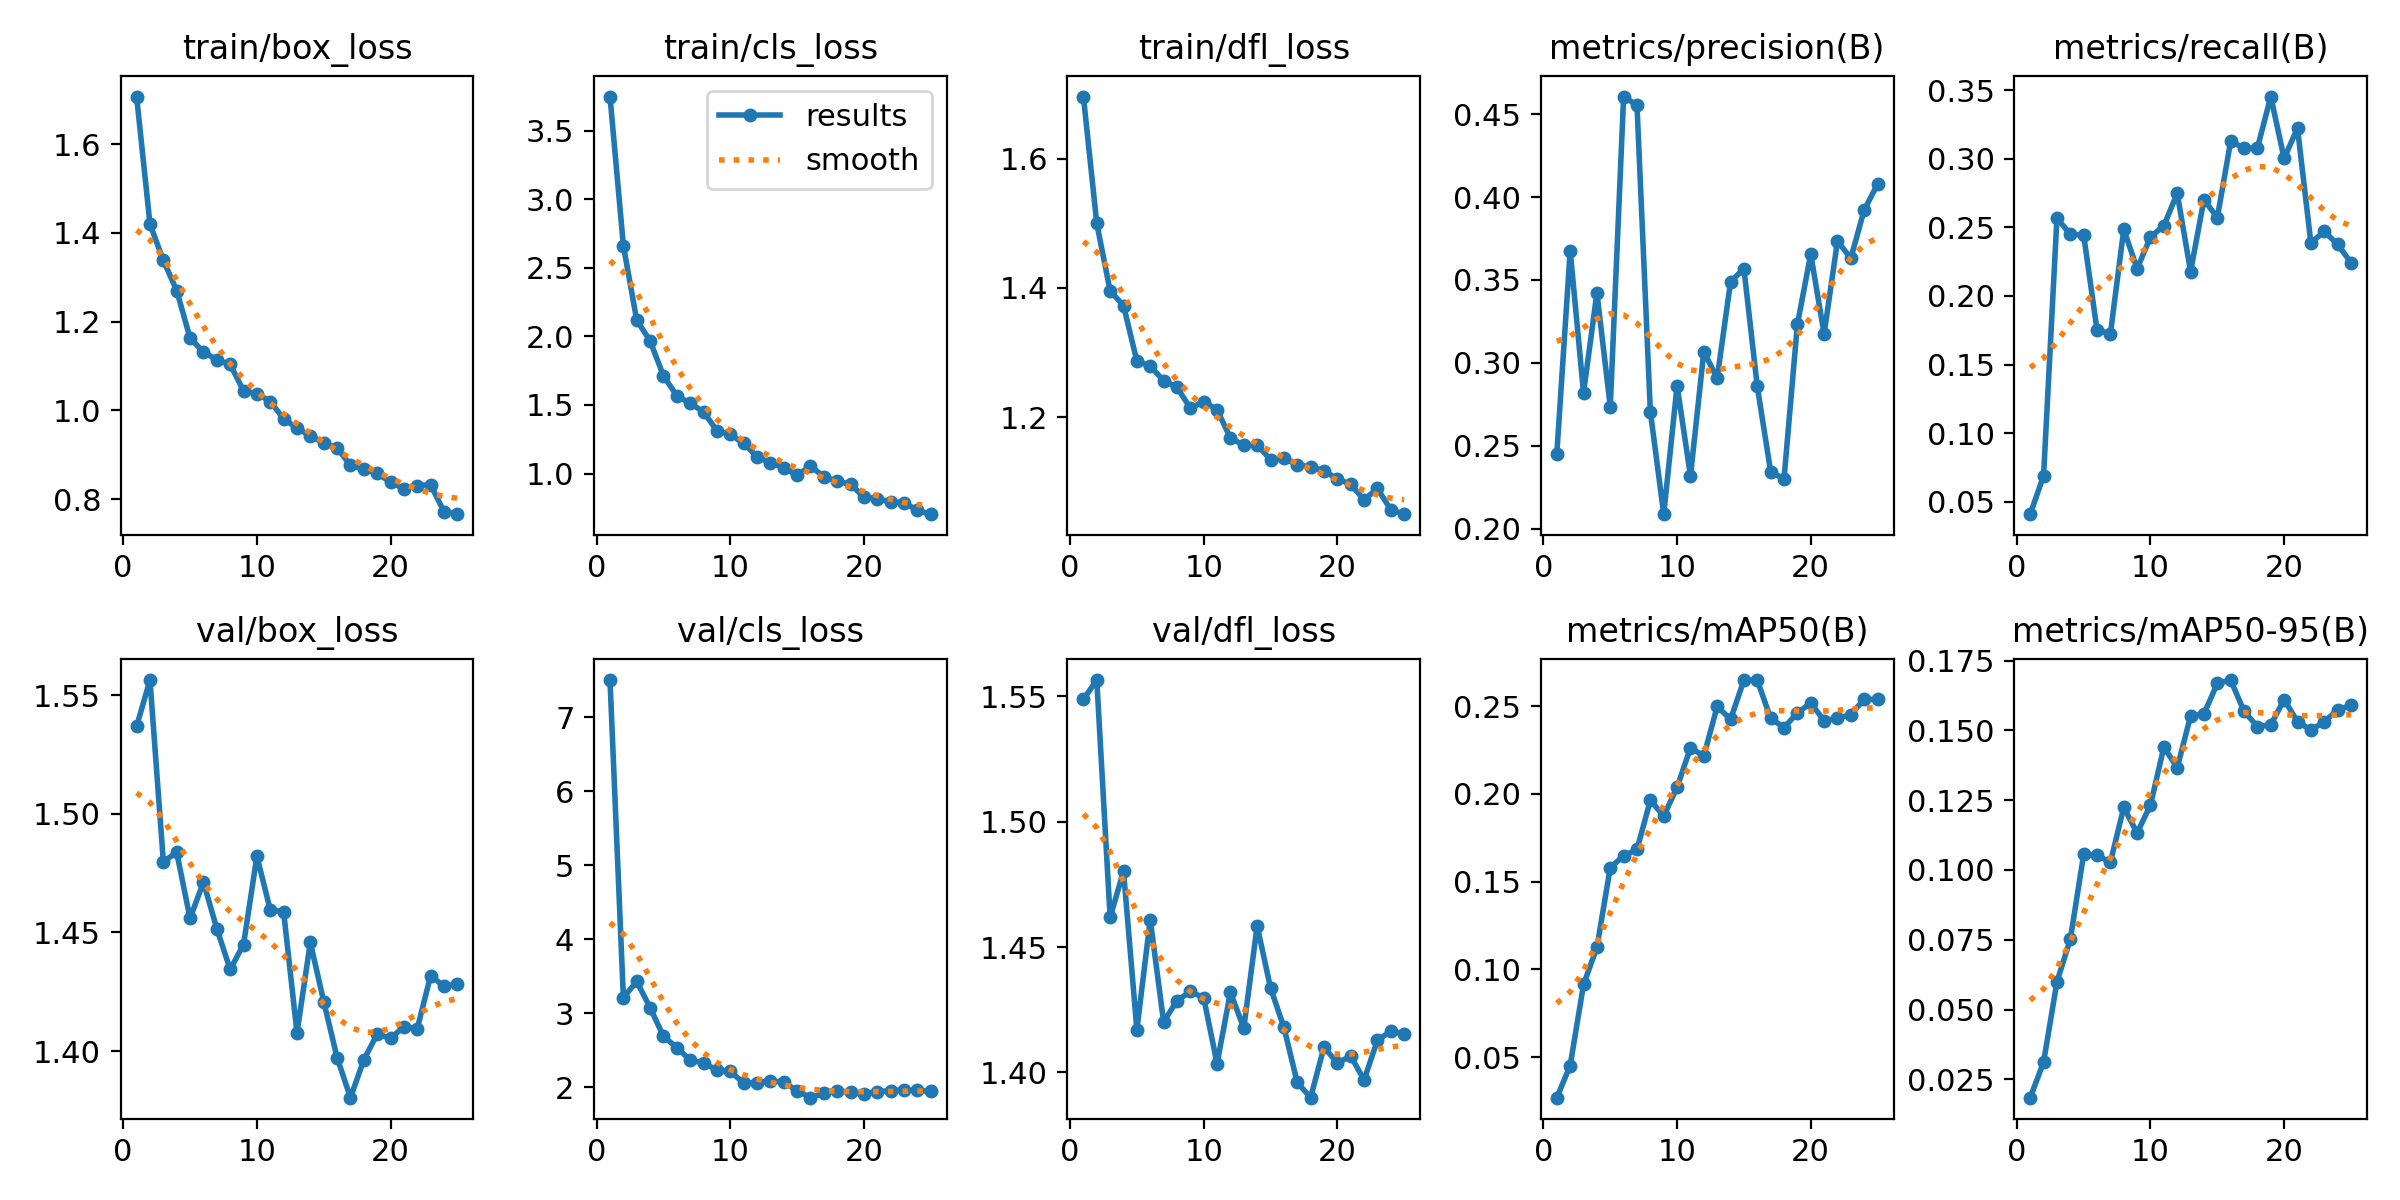 train/box_loss
1.6
1.4
1.2
1.0
0.8
0 10 20
train/cls_loss
results
smooth
3.5
3.0
2.5
2.0
1.5
1.0
0 10 20
train/dfl_loss
1.6
1.4
1.2
0 10 20
metrics/precision(B)
0.45
0.40
0.35
0.30
0.25
0.20
0 10 20
metrics/recall(B)
0.35
0.30
0.25
0.20
0.15
0.10
0.05
0 10 20
val/box_loss
1.55
1.50
1.45
1.40
0 10 20
val/cls_loss
7
6
5
4
3
2
0 10 20
val/dfl_loss
1.55
1.50
1.45
1.40
0 10 20
metrics/mAP50(B)
0.25
0.20
0.15
0.10
0.05
0 10 20
metrics/mAP50-95(B)
0.175
0.150
0.125
0.100
0.075
0.050
0.025
0 10 20